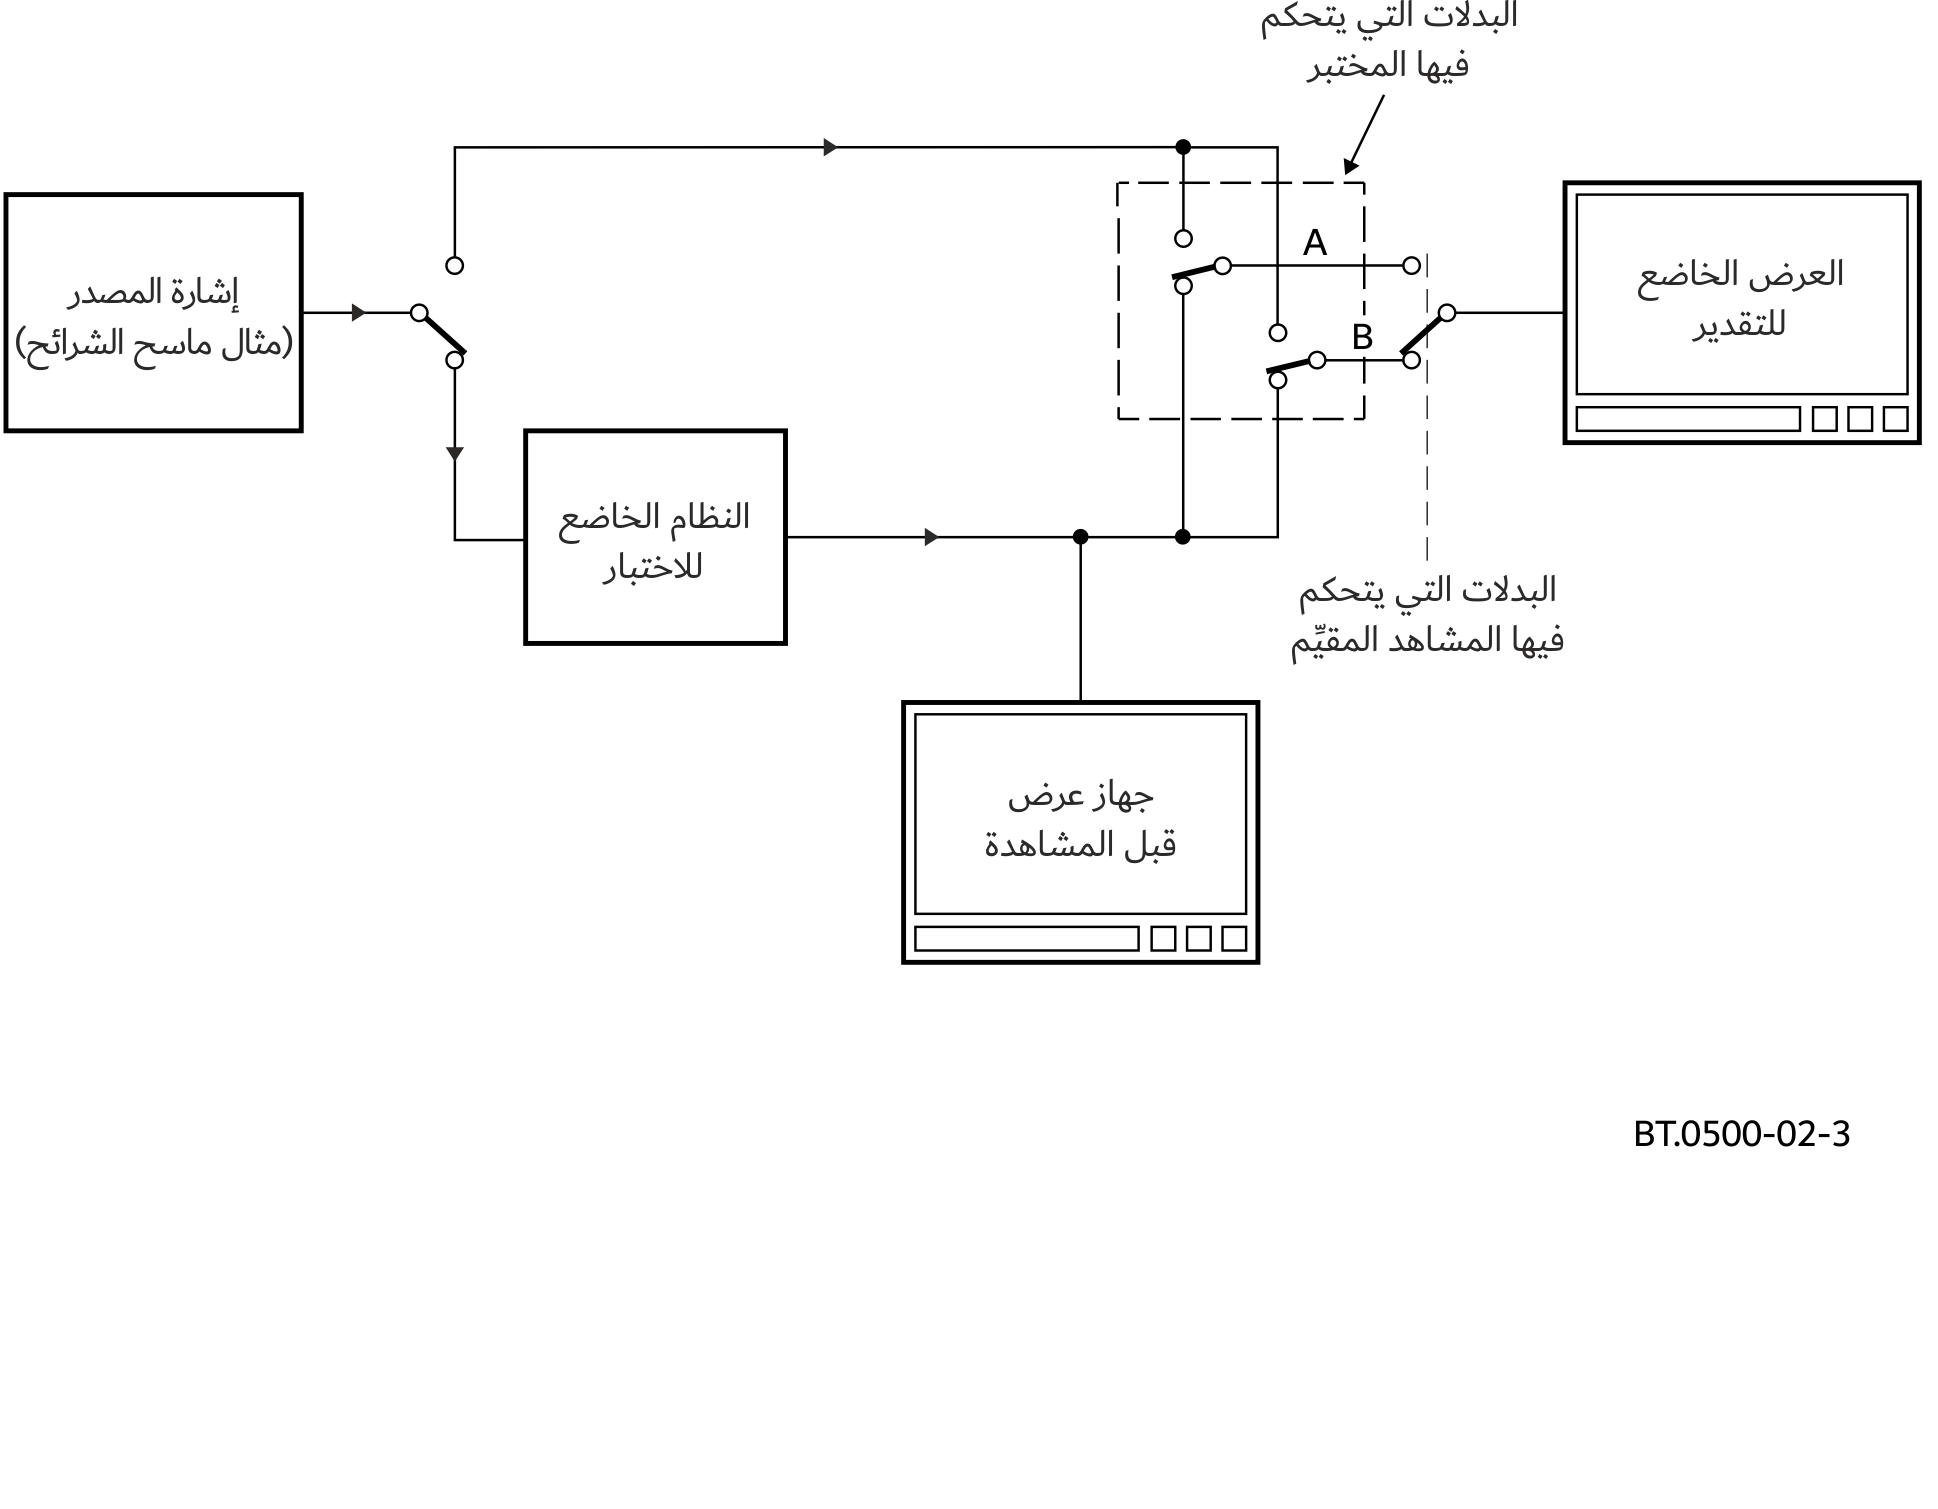 البدلات التي يتحكم
فيها المختبر
إشارة المصدر
(مثال ماسح الشرائح)
A
B
العرض الخاضع
للتقدير
النظام الخاضع
للاختبار
البدلات التي يتحكم
فيها المشاهد المقيِّم
جهاز عرض
قبل المشاهدة
BT.0500-02-3